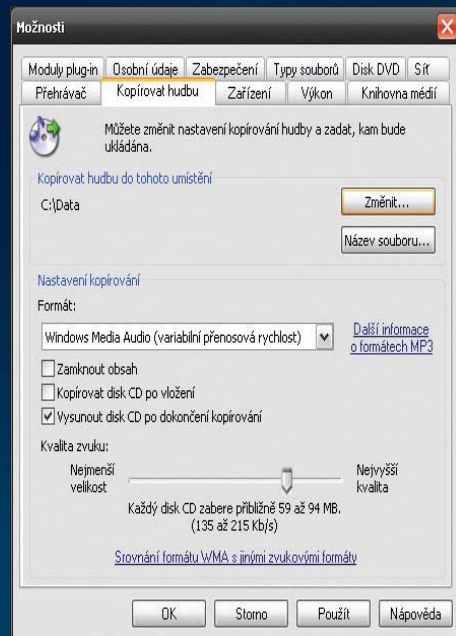 Možnosti
Moduly plug-in Osobní údaje Zabezpečení Typy souborů Disk DVD Síť
Přehrávač Kopírovat hudbu Zařízení Výkon Knihovna médií
Můžete změnit nastavení kopírování hudby a zadat, kam bude
ukládána.
Kopírovat hudbu do tohoto umístění
C:\Data
Změnit...
Název souboru...
Nastavení kopírování
Formát:
Windows Media Audio (variabilní přenosová rychlost)
Další informace
o formátech MP3
Zamknout obsah
Kopírovat disk CD po vložení
Vysunout disk CD po dokončení kopírování
Kvalita zvuku:
Nejmenší
velikost
Nejvyšší
kvalita
Každý disk CD zabere přibližně 59 až 94 MB.
(135 až 215 Kb/s)
Srovnání formátu WMA s jinými zvukovými formáty
OK Storno Použít Nápověda